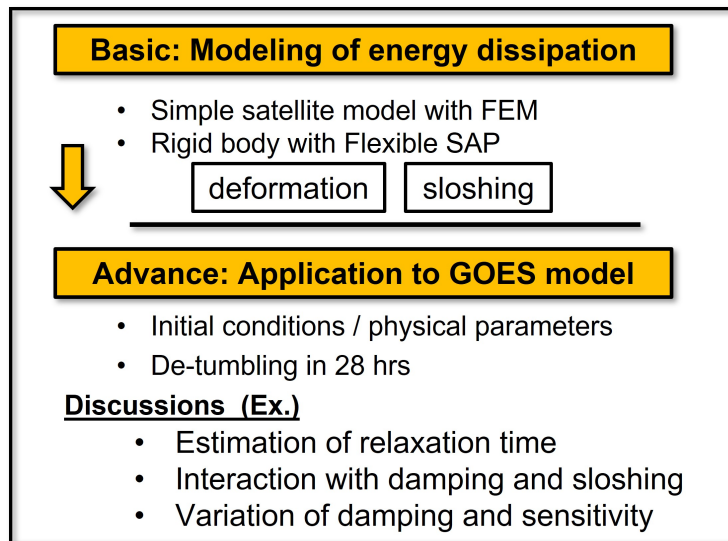 Basic: Modeling of energy dissipation
• Simple satellite model with FEM
• Rigid body with Flexible SAP
deformation sloshing
Advance: Application to GOES model
• Initial conditions / physical parameters
• De-tumbling in 28 hrs
Discussions (Ex.)
• Estimation of relaxation time
• Interaction with damping and sloshing
• Variation of damping and sensitivity